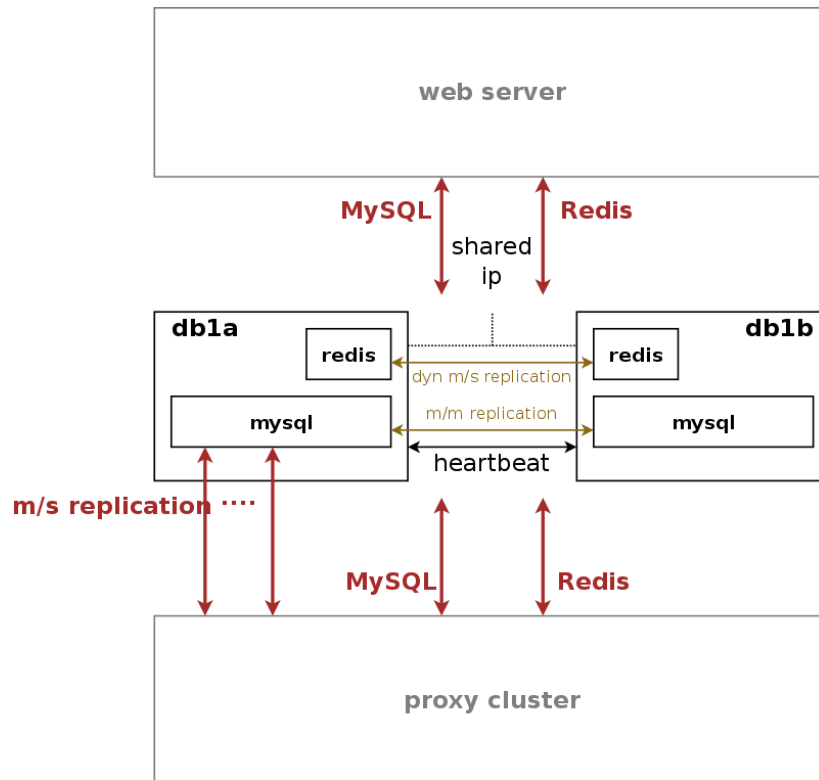 web server
MySQL
Redis
shared
ip
db1a
db1b
redis
redis
dyn m/s replication
m/m replication
mysql
mysql
heartbeat
m/s replication ····
MySQL
Redis
proxy cluster